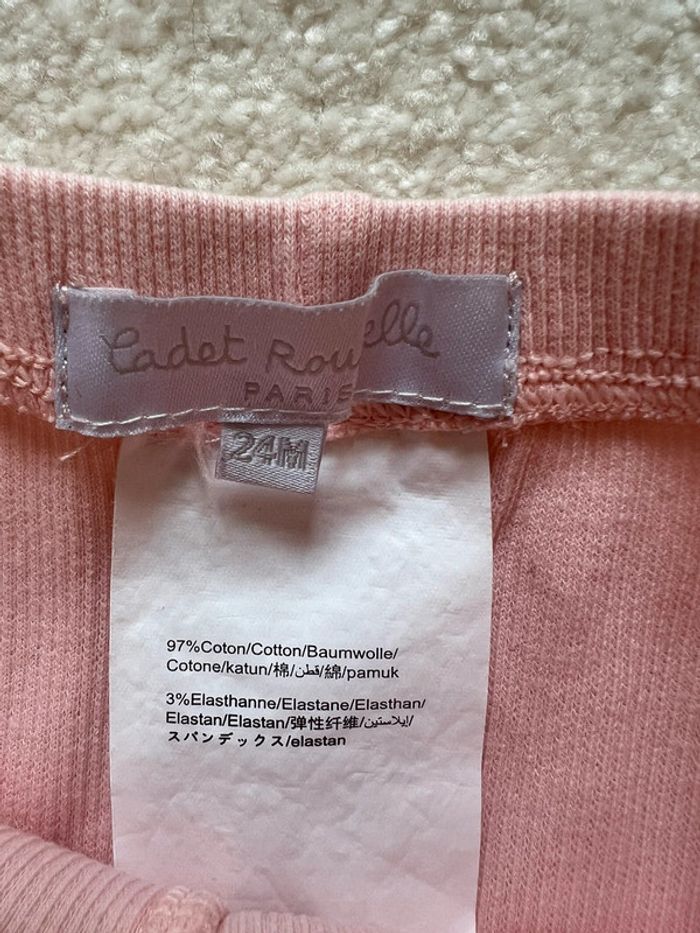 Cadet Rou elle
PARIS
24M
97%Coton/Cotton/Baumwolle/
Cotone/katun/棉/قطن/綿/pamuk
3%Elasthanne/Elastane/Elasthan/
Elastan/Elastan/弹性纤维/إيلاستين/
スパンデックス/elastan